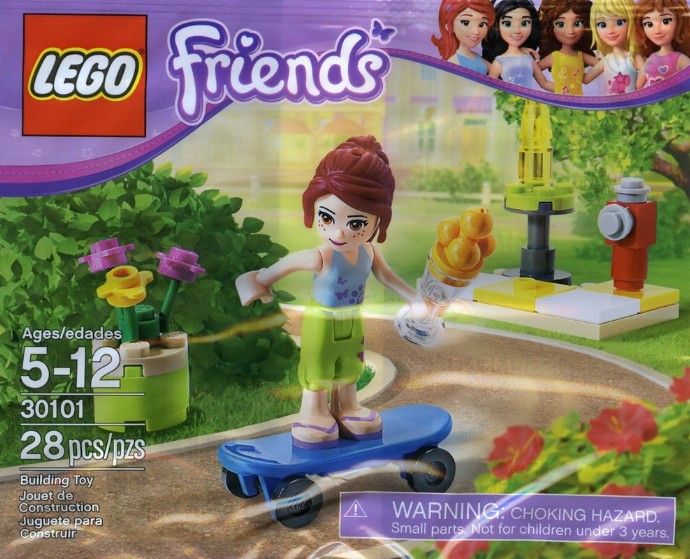 LEGO
Friends
Ages/edades
5-12
30101
28 pcs/pzs
Building Toy
Jouet de
Construction
Juguete para
Construir
WARNING: CHOKING HAZARD.
Small parts. Not for children under 3 years.